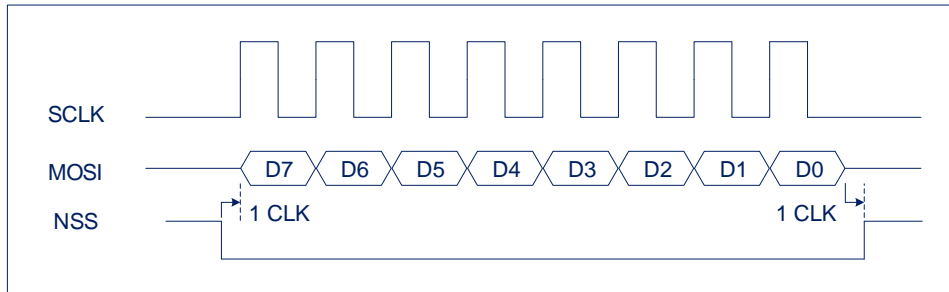 SCLK
MOSI D7 D6 D5 D4 D3 D2 D1 D0
1 CLK 1 CLK
NSS